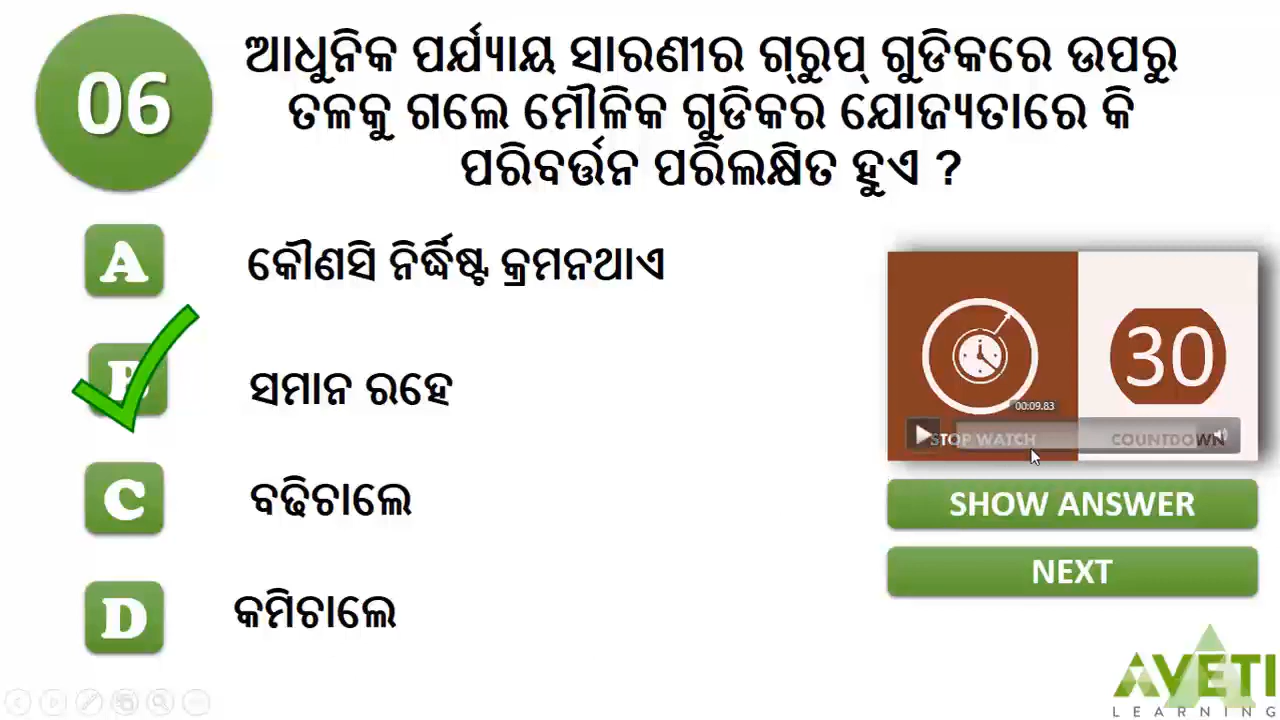 06
ଆଧୁନିକ ପର୍ଯ୍ୟାୟ ସାରଣୀର ଗ୍ରୁପ୍ ଗୁଡିକରେ ଉପରୁ
ତଳକୁ ଗଲେ ମୌଳିକ ଗୁଡିକର ଯୋଜ୍ୟତାରେ କି
ପରିବର୍ତ୍ତନ ପରିଲକ୍ଷିତ ହୁଏ ?
A କୌଣସି ନିର୍ଦ୍ଧିଷ୍ଟ କ୍ରମନଥାଏ
B ସମାନ ରହେ
C ବଢିଚାଲେ
D କମିଚାଲେ
30
00:09.83
STOP WATCH
COUNTDOWN
SHOW ANSWER
NEXT
AVETI
LEARNING